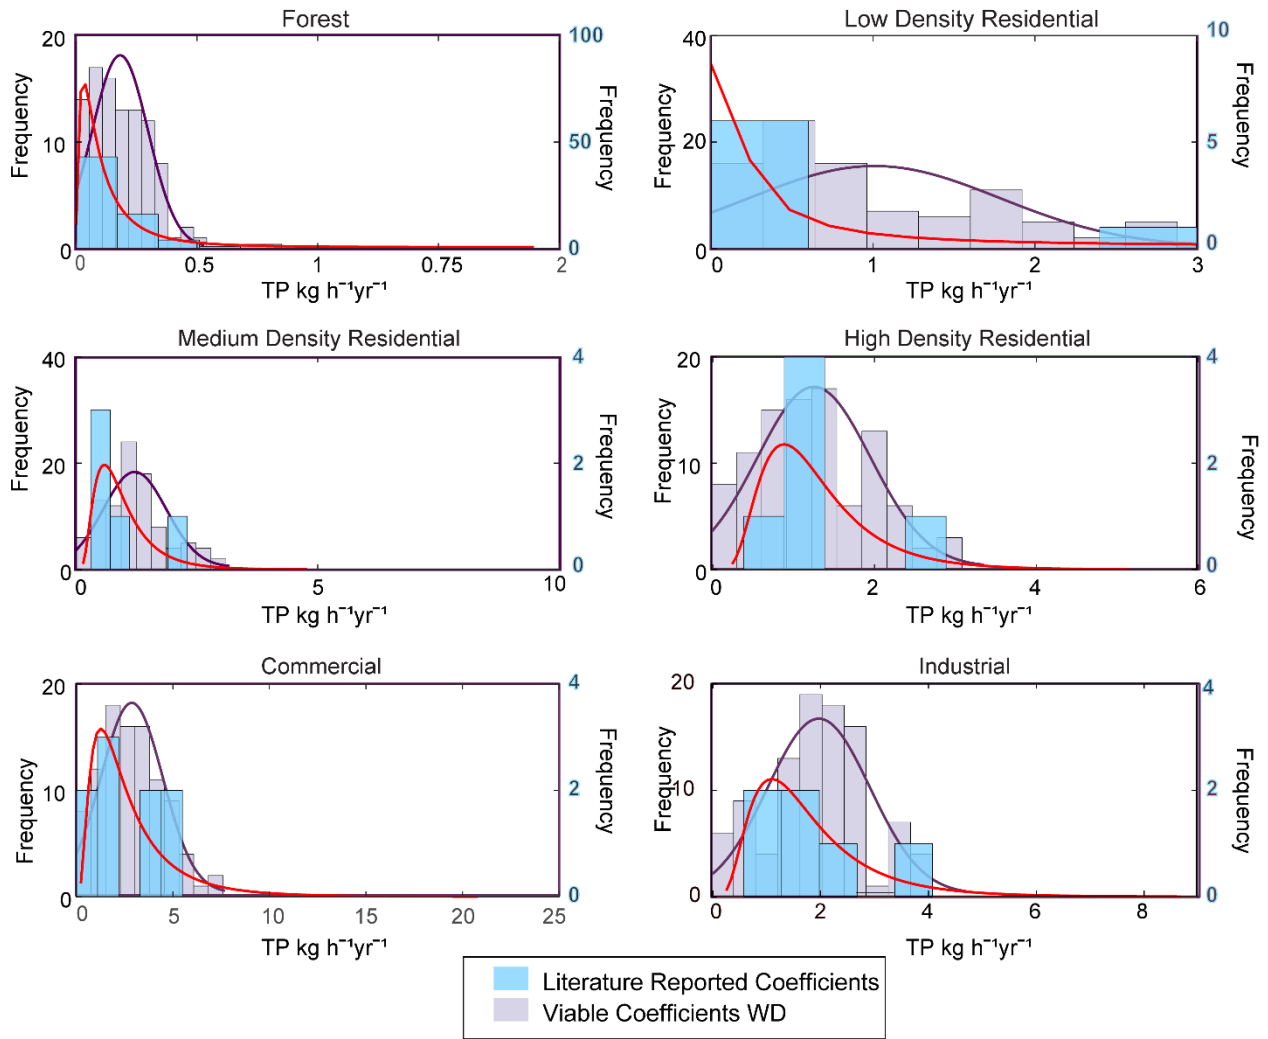 Forest
20
10
0
Frequency
100
50
0
Frequency
0 0.5 1 0.75 2
TP kg h⁻¹yr⁻¹
Low Density Residential
40
20
0
Frequency
10
5
0
Frequency
0 1 2 3
TP kg h⁻¹yr⁻¹
Medium Density Residential
40
20
0
Frequency
4
2
0
Frequency
5 10
TP kg h⁻¹yr⁻¹
High Density Residential
20
10
0
Frequency
4
2
0
Frequency
0 2 4 6
TP kg h⁻¹yr⁻¹
Commercial
20
10
0
Frequency
4
2
0
Frequency
0 5 10 15 20 25
TP kg h⁻¹yr⁻¹
Industrial
20
10
0
Frequency
4
2
0
Frequency
0 2 4 6 8
TP kg h⁻¹yr⁻¹
Literature Reported Coefficients
Viable Coefficients WD